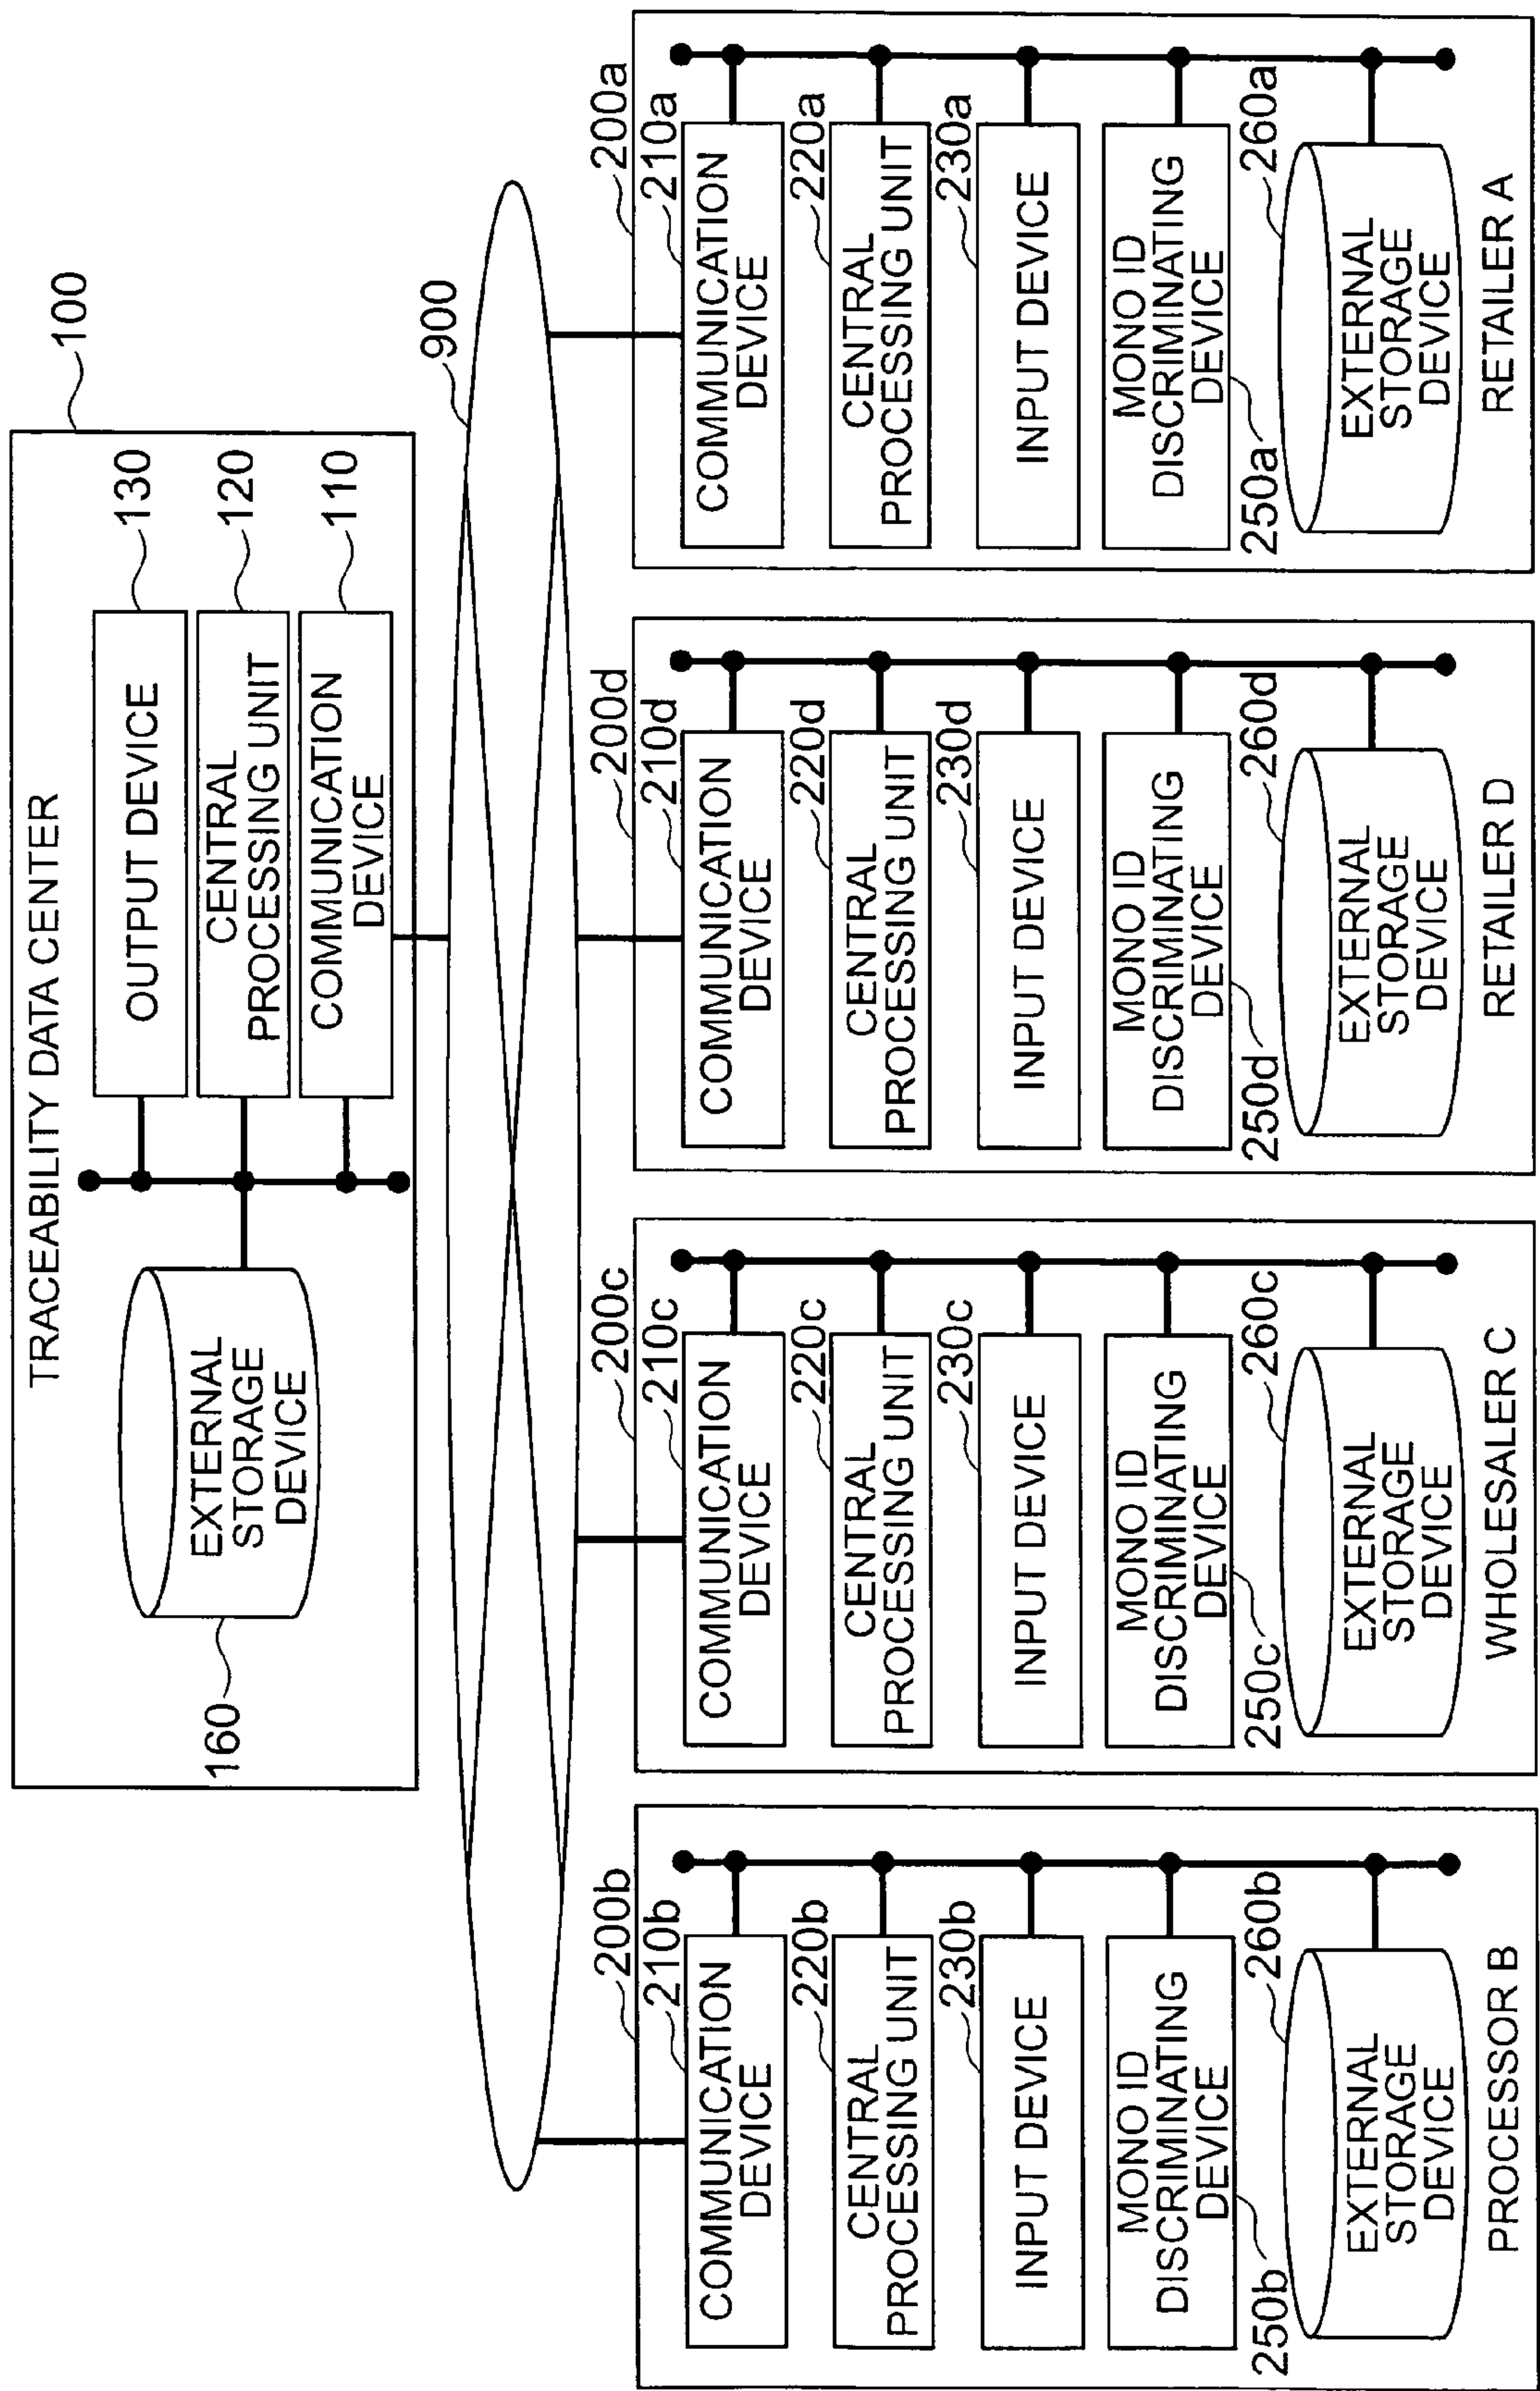 TRACEABILITY DATA CENTER
100
EXTERNAL
STORAGE
DEVICE
160
OUTPUT DEVICE
130
CENTRAL
PROCESSING UNIT
120
COMMUNICATION
DEVICE
110
900
200b
210b
COMMUNICATION
DEVICE
220b
CENTRAL
PROCESSING UNIT
230b
INPUT DEVICE
MONO ID
DISCRIMINATING
DEVICE
250b
260b
EXTERNAL
STORAGE
DEVICE
PROCESSOR B
200c
210c
COMMUNICATION
DEVICE
220c
CENTRAL
PROCESSING UNIT
230c
INPUT DEVICE
MONO ID
DISCRIMINATING
DEVICE
250c
260c
EXTERNAL
STORAGE
DEVICE
WHOLESALER C
200d
210d
COMMUNICATION
DEVICE
220d
CENTRAL
PROCESSING UNIT
230d
INPUT DEVICE
MONO ID
DISCRIMINATING
DEVICE
250d
260d
EXTERNAL
STORAGE
DEVICE
RETAILER D
200a
210a
COMMUNICATION
DEVICE
220a
CENTRAL
PROCESSING UNIT
230a
INPUT DEVICE
MONO ID
DISCRIMINATING
DEVICE
250a
260a
EXTERNAL
STORAGE
DEVICE
RETAILER A